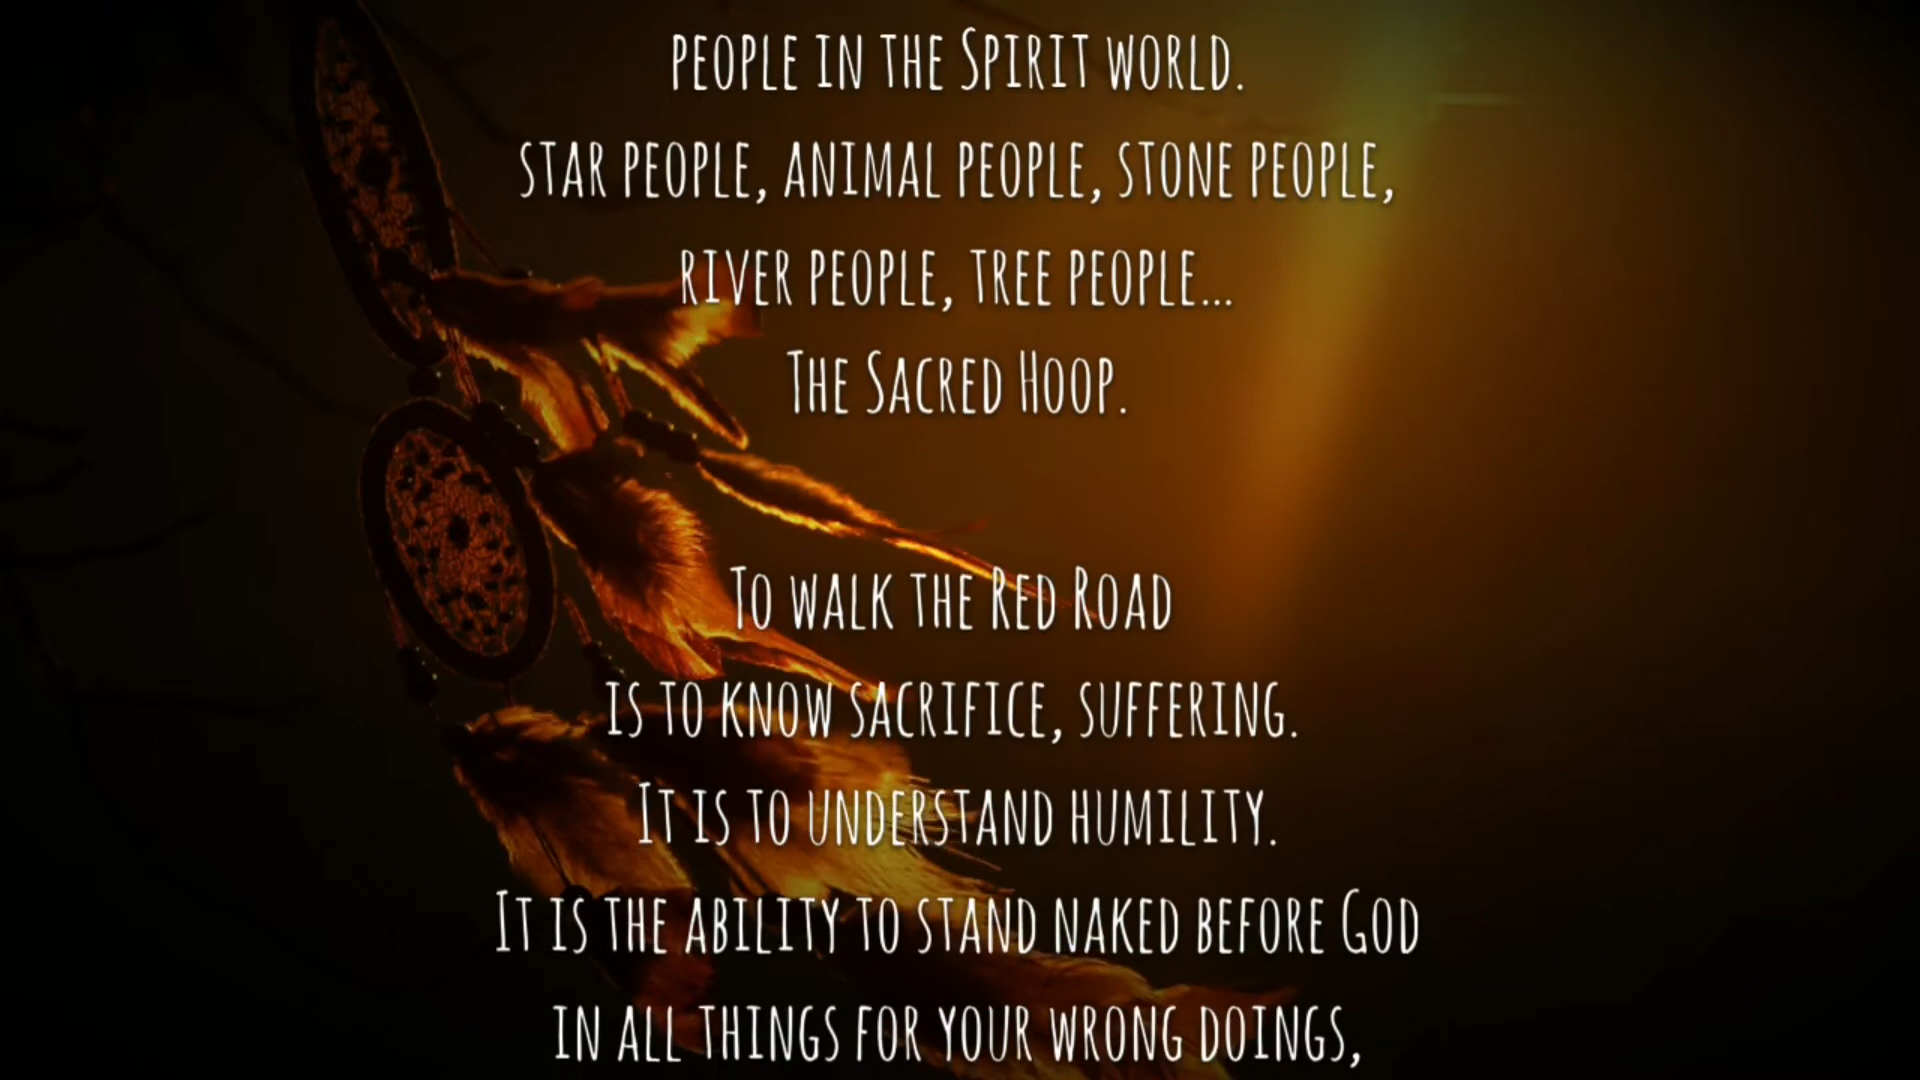 people in the Spirit world.
star people, animal people, stone people,
river people, tree people...
The Sacred Hoop.
To walk the Red Road
is to know sacrifice, suffering.
It is to understand humility.
It is the ability to stand naked before God
in all things for your wrong doings,